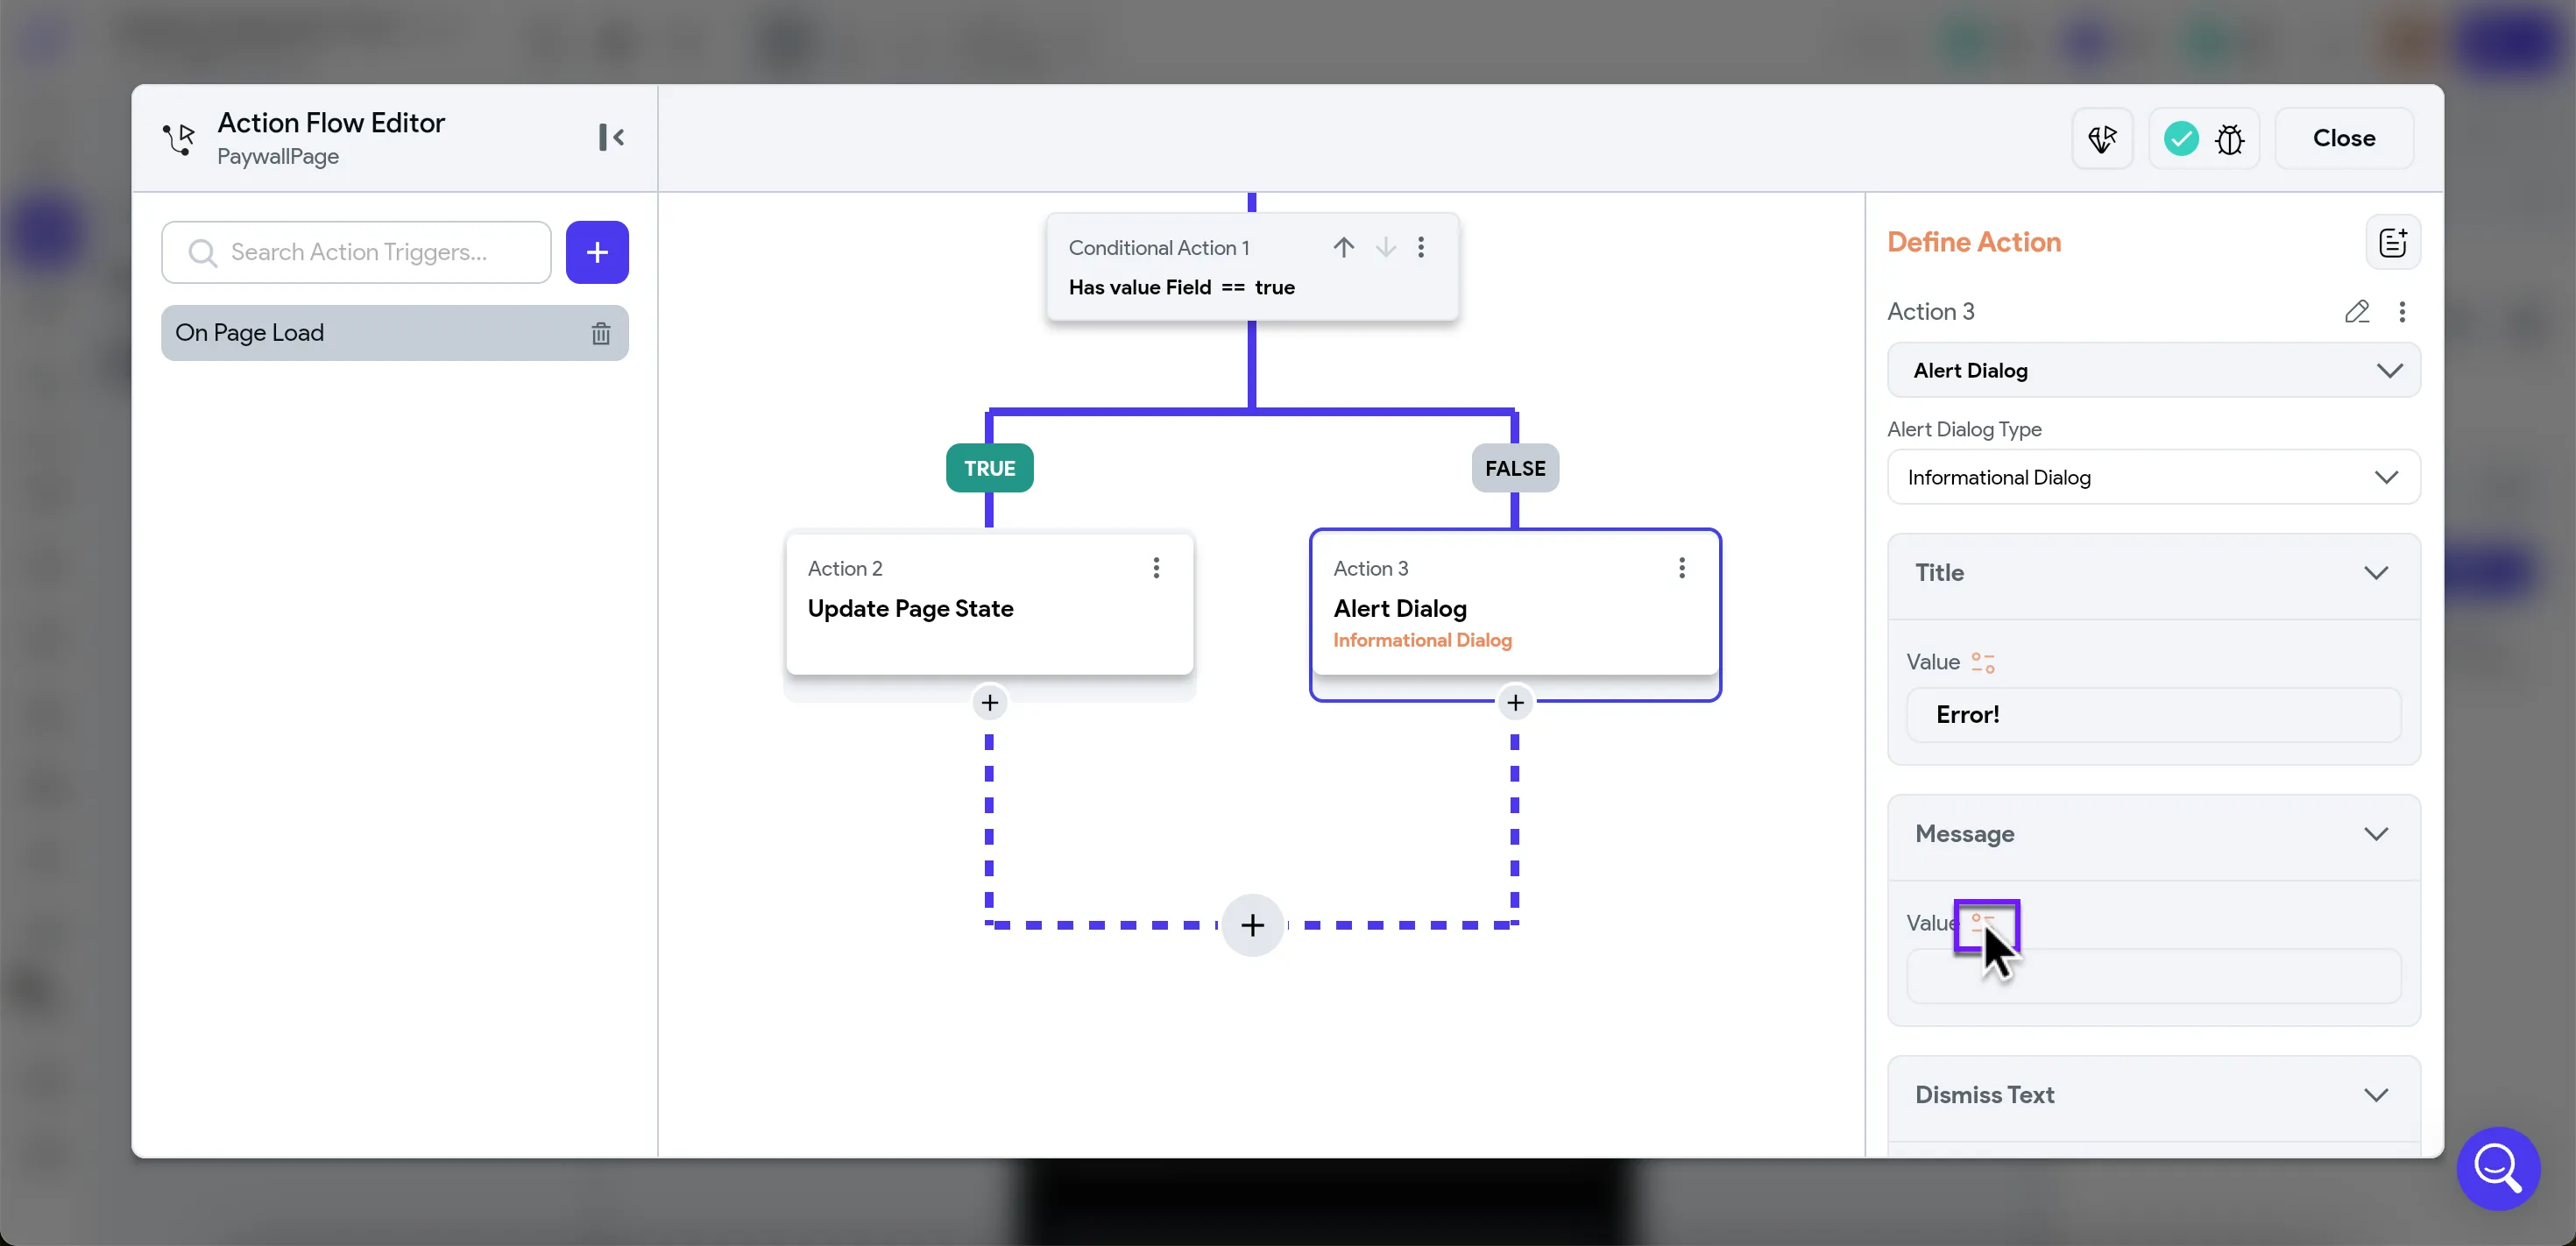 Action Flow Editor
PaywallPage
Close
Search Action Triggers...
On Page Load
Conditional Action 1
Has value Field == true
TRUE
FALSE
Action 2
Update Page State
Action 3
Alert Dialog
Informational Dialog
Define Action
Action 3
Alert Dialog
Alert Dialog Type
Informational Dialog
Title
Value
Error!
Message
Value
Dismiss Text